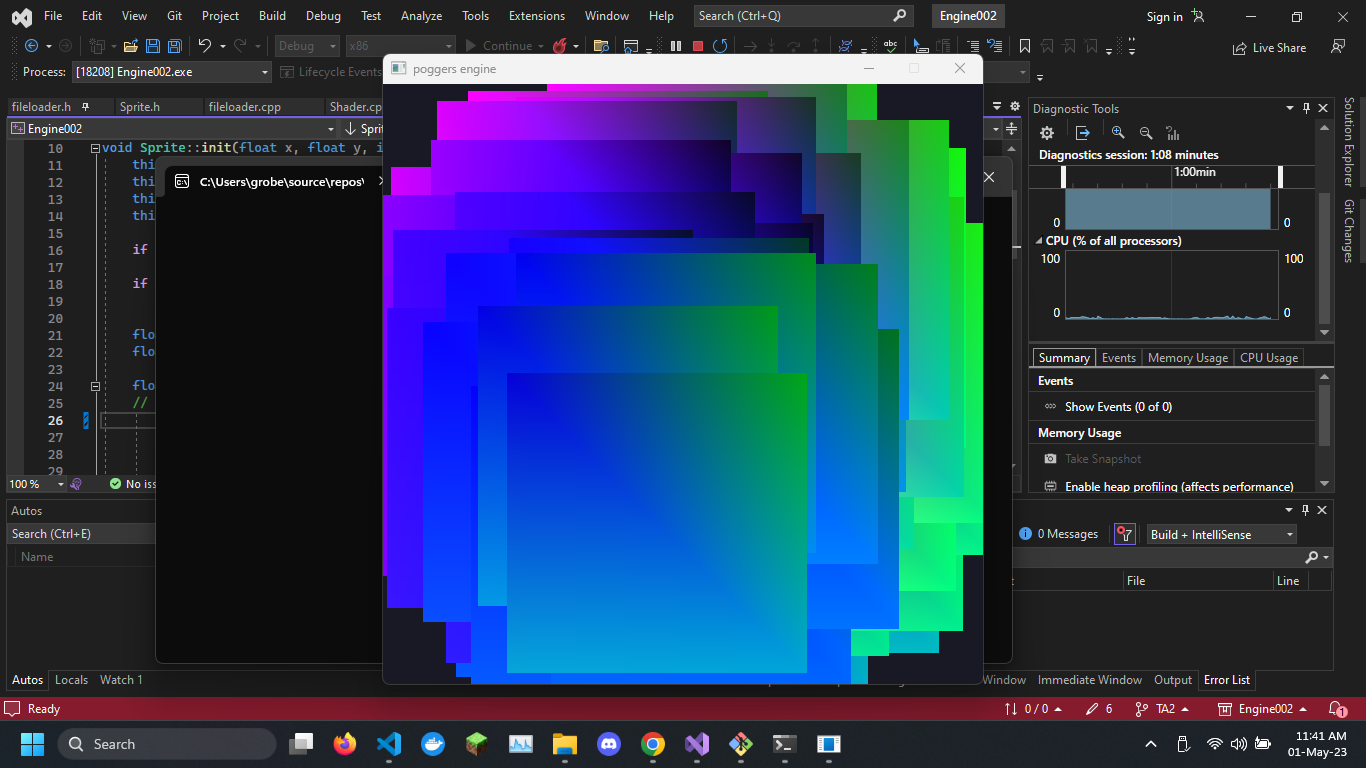 File Edit View Git Project Build Debug Test Analyze Tools Extensions Window Help Search (Ctrl+Q) Engine002 Sign in
Debug x86 Continue Live Share
Process: [18208] Engine002.exe Lifecycle Events
poggers engine
fileloader.h Sprite.h fileloader.cpp Shader.cp
Engine002 Sprit
10 void Sprite::init(float x, float y, i
11 thi
12 thi
13 thi
14 thi
15
16 if
17
18 if
19
20
21 floa
22 floa
23
24 floa
25 //
26
27
28
29
C:\Users\grobe\source\repos\
100 % No iss
Diagnostic Tools
Diagnostics session: 1:08 minutes
1:00min
0 0
CPU (% of all processors)
100 100
0 0
Summary Events Memory Usage CPU Usage
Events
Show Events (0 of 0)
Memory Usage
Take Snapshot
Enable heap profiling (affects performance)
Solution Explorer
Git Changes
Autos
Search (Ctrl+E)
Name
0 Messages Build + IntelliSense
File Line
Autos Locals Watch 1 Window Immediate Window Output Error List
Ready 0 / 0 6 TA2 Engine002 1
Search 11:41 AM
01-May-23